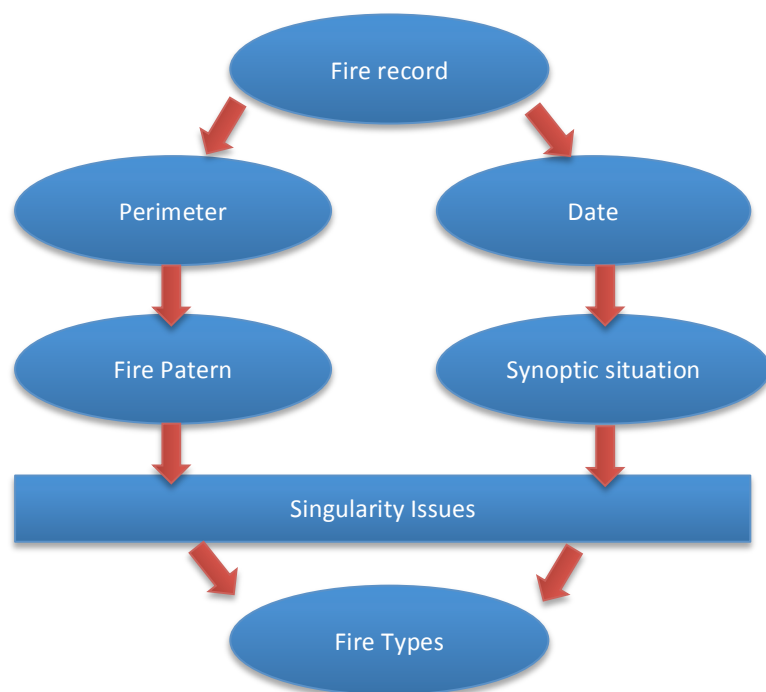 Fire record
Perimeter
Date
Fire Patern
Synoptic situation
Singularity Issues
Fire Types